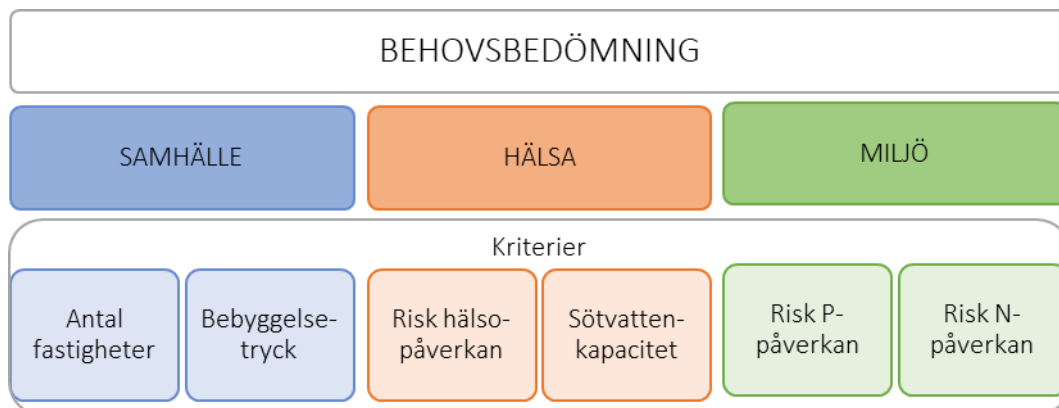 BEHOVSBEDÖMNING
SAMHÄLLE
HÄLSA
MILJÖ
Kriterier
Antal
fastigheter
Bebyggelse-
tryck
Risk hälso-
påverkan
Sötvatten-
kapacitet
Risk P-
påverkan
Risk N-
påverkan